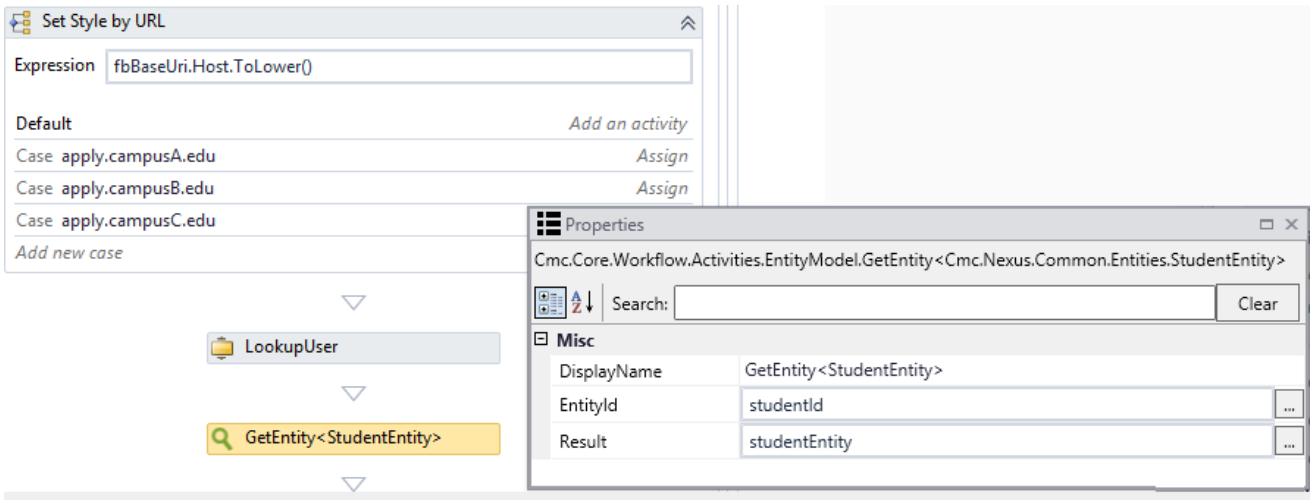 Set Style by URL
Expression fbBaseUri.Host.ToLower()
Default Add an activity
Case apply.campusA.edu Assign
Case apply.campusB.edu Assign
Case apply.campusC.edu
Add new case
LookupUser
GetEntity<StudentEntity>
Properties
Cmc.Core.Workflow.Activities.EntityModel.GetEntity<Cmc.Nexus.Common.Entities.StudentEntity>
A Z Search: Clear
Misc
DisplayName GetEntity<StudentEntity>
EntityId studentId ...
Result studentEntity ...